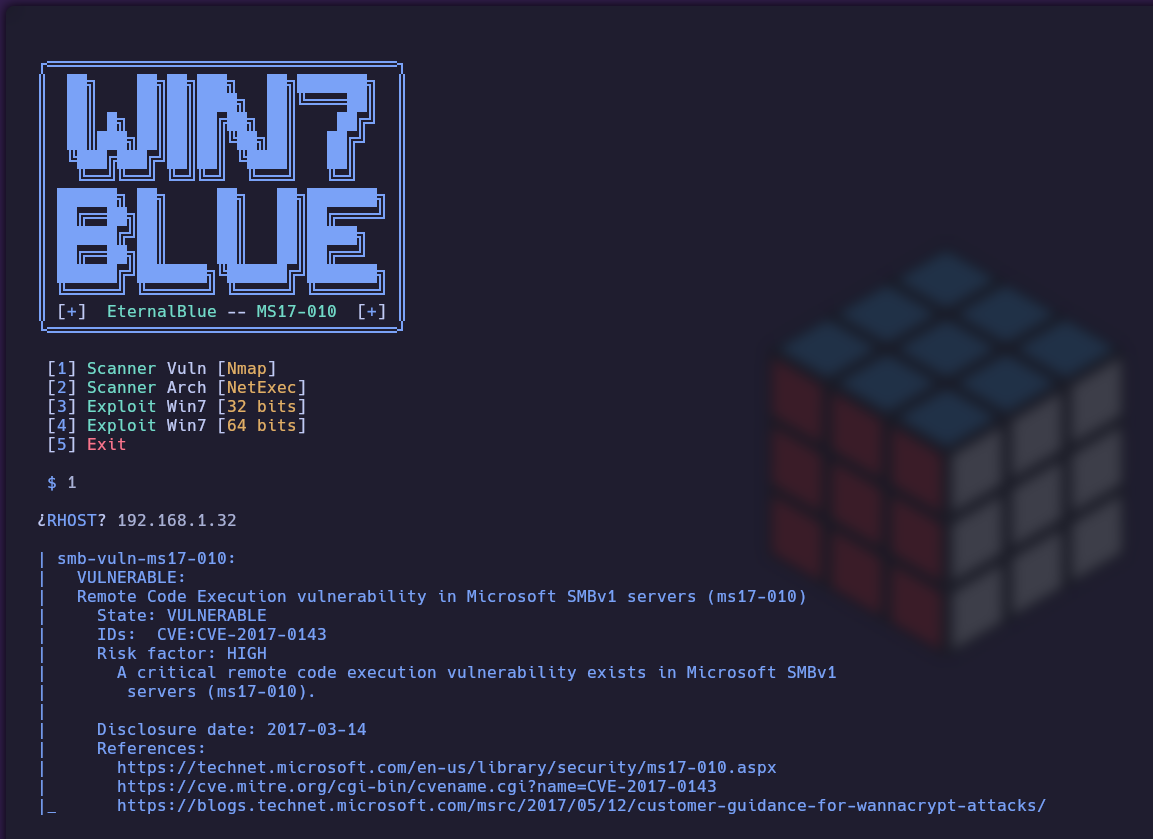 WIN7
BLUE
[+] EternalBlue -- MS17-010 [+]
[1] Scanner Vuln [Nmap]
[2] Scanner Arch [NetExec]
[3] Exploit Win7 [32 bits]
[4] Exploit Win7 [64 bits]
[5] Exit
$ 1
¿RHOST? 192.168.1.32
| smb-vuln-ms17-010:
|   VULNERABLE:
|   Remote Code Execution vulnerability in Microsoft SMBv1 servers (ms17-010)
|     State: VULNERABLE
|     IDs:  CVE:CVE-2017-0143
|     Risk factor: HIGH
|       A critical remote code execution vulnerability exists in Microsoft SMBv1
|        servers (ms17-010).
|
|     Disclosure date: 2017-03-14
|     References:
|       https://technet.microsoft.com/en-us/library/security/ms17-010.aspx
|       https://cve.mitre.org/cgi-bin/cvename.cgi?name=CVE-2017-0143
|_      https://blogs.technet.microsoft.com/msrc/2017/05/12/customer-guidance-for-wannacrypt-attacks/